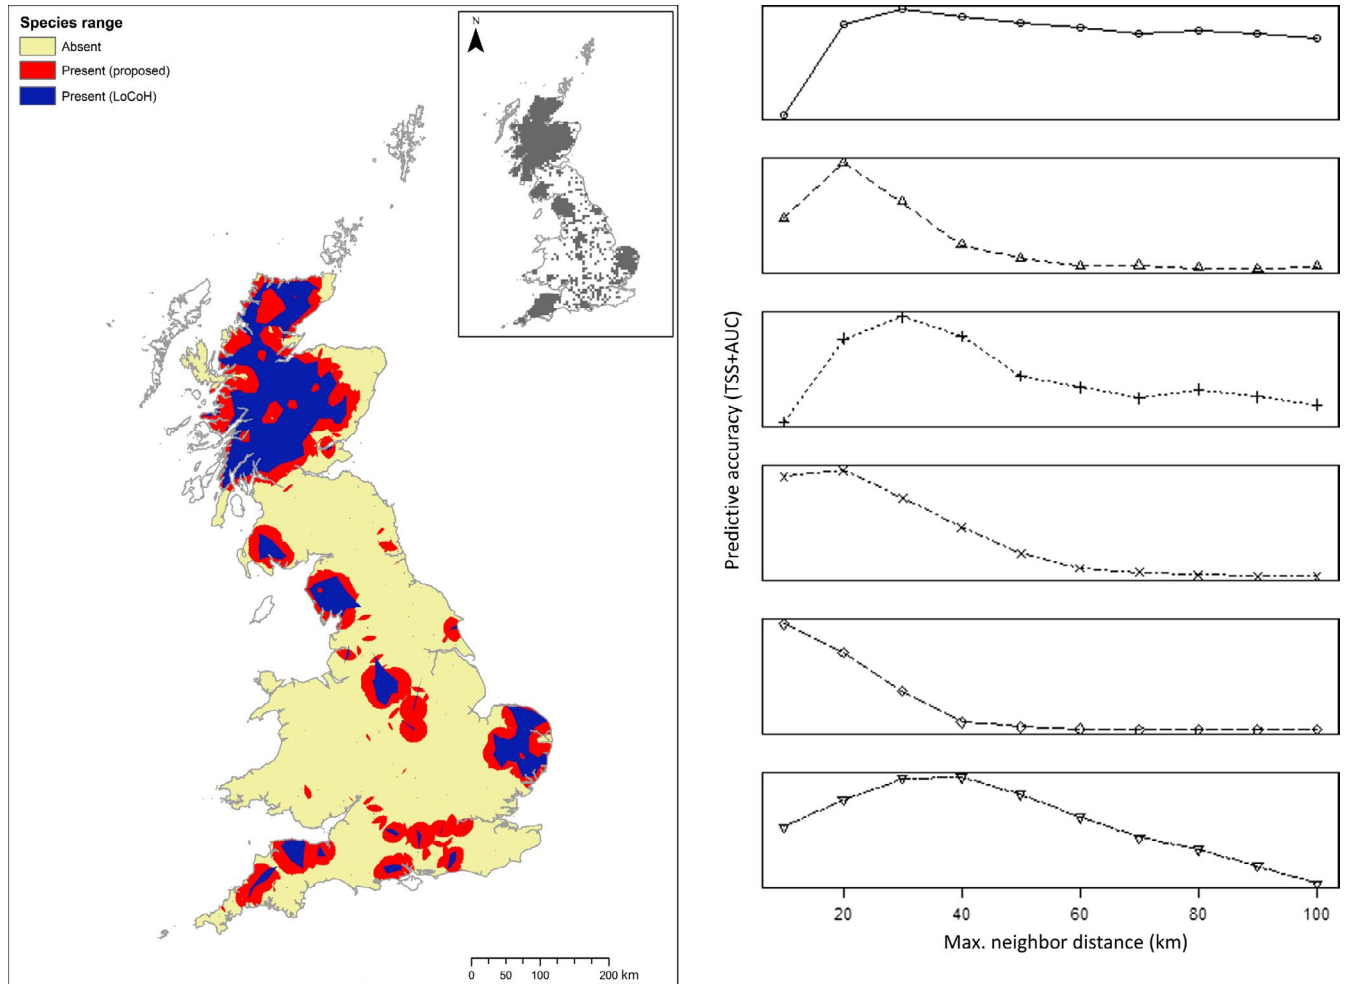 Species range
Absent
Present (proposed)
Present (LoCoH)
N
0 50 100 200 km
Predictive accuracy (TSS+AUC)
20 40 60 80 100
Max. neighbor distance (km)